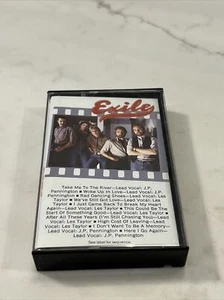 Exile
Take Me To The River—Lead Vocal: J.P.
Pennington ■ Woke Up In Love—Lead Vocal: J.P.
Pennington ■ Red Dancing Shoes—Lead Vocal: Les
Taylor ■ We've Still Got Love—Lead Vocal: Les
Taylor ■ I Just Came Back To Break My Heart
Again—Lead Vocal: Les Taylor ■ This Could Be The
Start Of Something Good—Lead Vocal: Les Taylor ■
After All These Years (I'm Still Chasing You)—Lead
Vocal: Les Taylor ■ High Cost Of Leaving—Lead
Vocal: Les Taylor ■ I Don't Want To Be A Memory—
Lead Vocal: J.P. Pennington ■ Here I Go Again—
Lead Vocal: J.P. Pennington
See label for sequence.